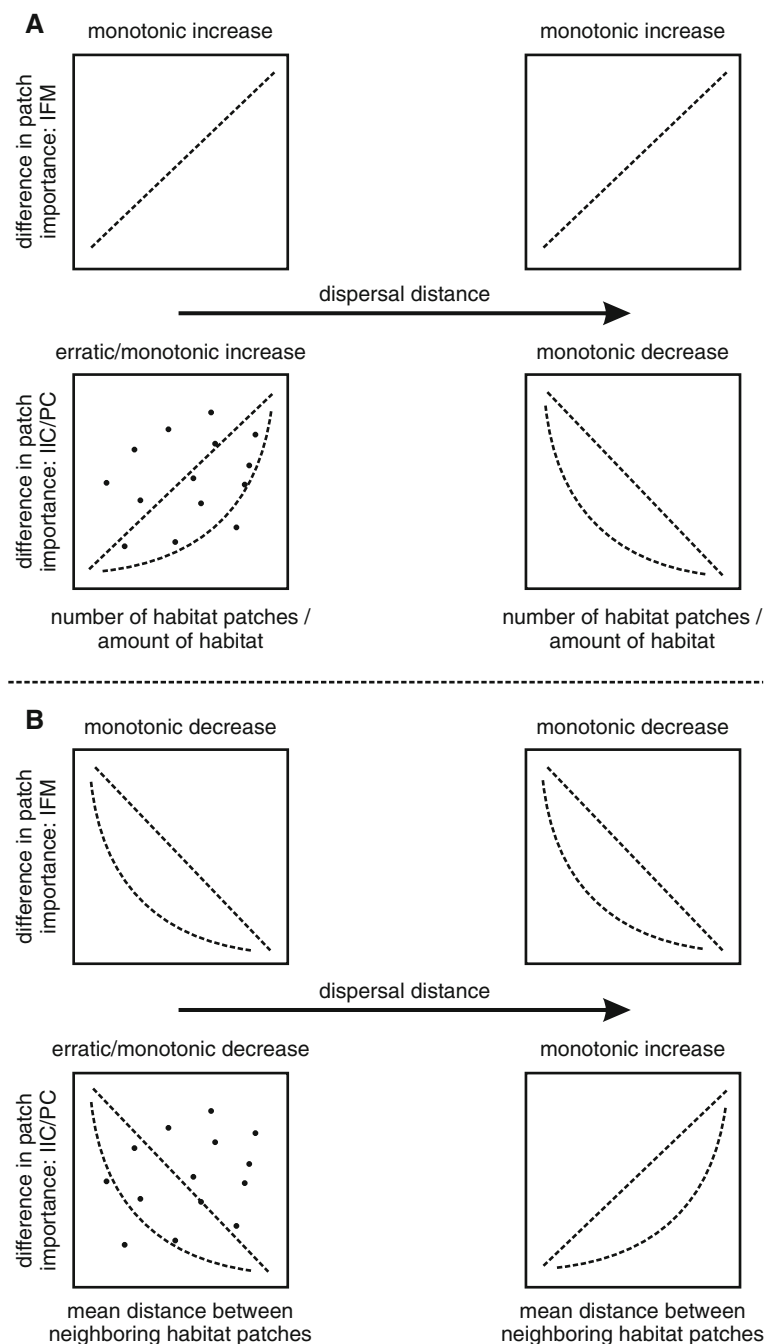 A
monotonic increase
monotonic increase
difference in patch
importance: IFM
dispersal distance
erratic/monotonic increase
monotonic decrease
difference in patch
importance: IIC/PC
number of habitat patches /
amount of habitat
number of habitat patches /
amount of habitat
B
monotonic decrease
monotonic decrease
difference in patch
importance: IFM
dispersal distance
erratic/monotonic decrease
monotonic increase
difference in patch
importance: IIC/PC
mean distance between
neighboring habitat patches
mean distance between
neighboring habitat patches